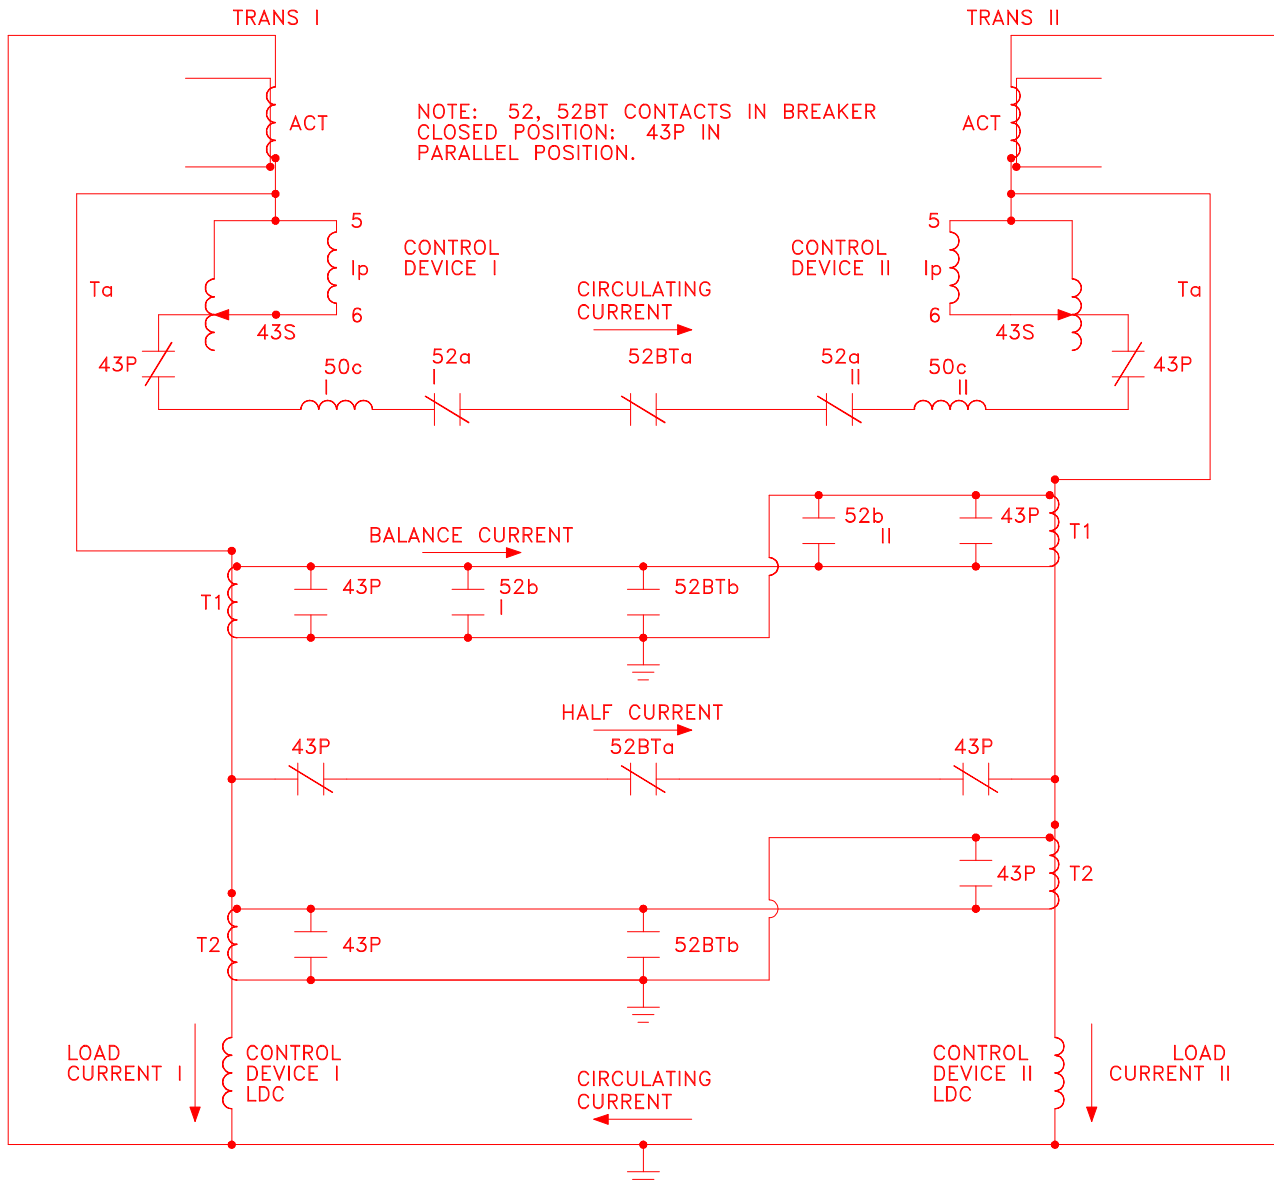 TRANS I
TRANS II
NOTE: 52, 52BT CONTACTS IN BREAKER
CLOSED POSITION: 43P IN
PARALLEL POSITION.
ACT
ACT
5
5
CONTROL
DEVICE I
CONTROL
DEVICE II
Ip
Ip
Ta
Ta
CIRCULATING
CURRENT
6
6
43S
43S
43P
43P
50c
I
52a
I
52BTa
52a
II
50c
II
52b
II
43P
T1
BALANCE CURRENT
T1
43P
52b
I
52BTb
HALF CURRENT
43P
52BTa
43P
43P
T2
T2
43P
52BTb
LOAD
CURRENT I
CONTROL
DEVICE I
LDC
CIRCULATING
CURRENT
CONTROL
DEVICE II
LDC
LOAD
CURRENT II